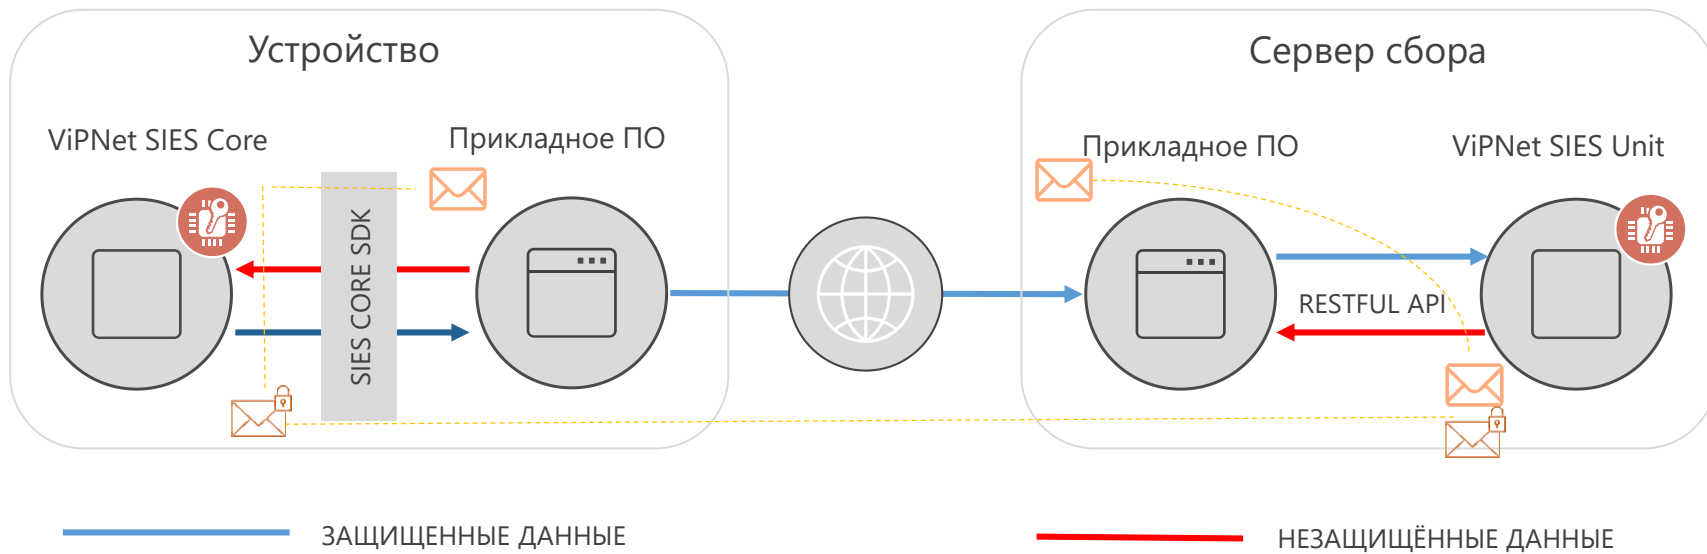 Устройство
Сервер сбора
ViPNet SIES Core
Прикладное ПО
Прикладное ПО
ViPNet SIES Unit
SIES CORE SDK
RESTFUL API
ЗАЩИЩЕННЫЕ ДАННЫЕ
НЕЗАЩИЩЁННЫЕ ДАННЫЕ